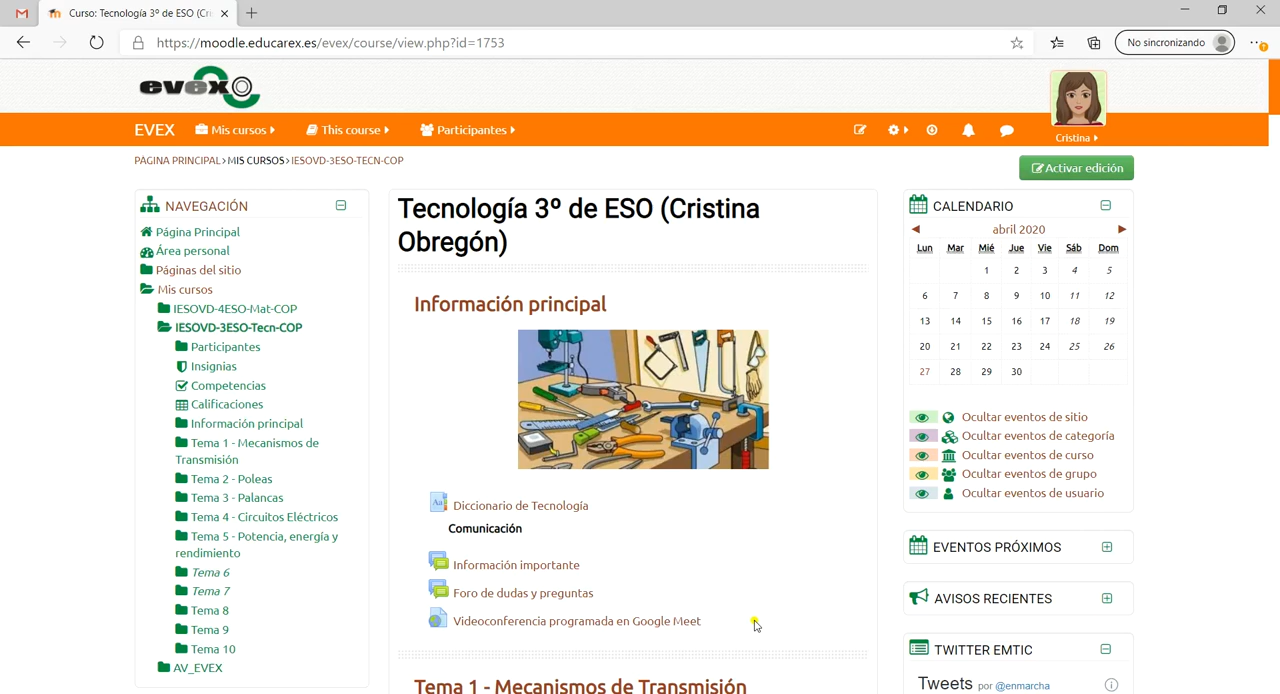 Curso: Tecnología 3º de ESO (Cri
https://moodle.educarex.es/evex/course/view.php?id=1753
No sincronizando
evex
EVEX
Mis cursos
This course
Participantes
Cristina
PÁGINA PRINCIPAL › MIS CURSOS › IESOVD-3ESO-TECN-COP
Activar edición
NAVEGACIÓN
Página Principal
Área personal
Páginas del sitio
Mis cursos
IESOVD-4ESO-Mat-COP
IESOVD-3ESO-Tecn-COP
Participantes
Insignias
Competencias
Calificaciones
Información principal
Tema 1 - Mecanismos de
Transmisión
Tema 2 - Poleas
Tema 3 - Palancas
Tema 4 - Circuitos Eléctricos
Tema 5 - Potencia, energía y
rendimiento
Tema 6
Tema 7
Tema 8
Tema 9
Tema 10
AV_EVEX
Tecnología 3º de ESO (Cristina
Obregón)
Información principal
Aa
Diccionario de Tecnología
Comunicación
Información importante
Foro de dudas y preguntas
Videoconferencia programada en Google Meet
Tema 1 - Mecanismos de Transmisión
CALENDARIO
abril 2020
Lun Mar Mié Jue Vie Sáb Dom
1 2 3 4 5
6 7 8 9 10 11 12
13 14 15 16 17 18 19
20 21 22 23 24 25 26
27 28 29 30
Ocultar eventos de sitio
Ocultar eventos de categoría
Ocultar eventos de curso
Ocultar eventos de grupo
Ocultar eventos de usuario
EVENTOS PRÓXIMOS
AVISOS RECIENTES
TWITTER EMTIC
Tweets por @enmarcha